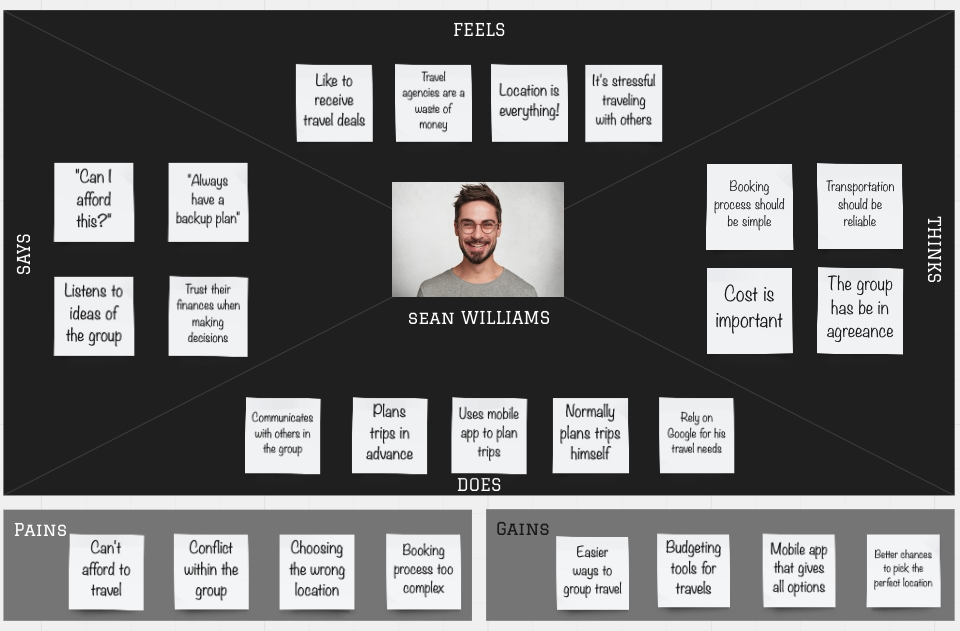 FEELS
Like to
receive
travel deals
Travel
agencies are a
waste of
money
Location is
everything!
It's stressful
traveling
with others
SAYS
"Can I
afford
this?"
"Always
have a
backup plan"
Listens to
ideas of
the group
Trust their
finances when
making
decisions
SEAN WILLIAMS
THINKS
Booking
process should
be simple
Transportation
should be
reliable
Cost is
important
The group
has be in
agreeance
Communicates
with others in
the group
Plans
trips in
advance
Uses mobile
app to plan
trips
Normally
plans trips
himself
Rely on
Google for his
travel needs
DOES
PAINS
Can't
afford to
travel
Conflict
within the
group
Choosing
the wrong
location
Booking
process too
complex
GAINS
Easier
ways to
group travel
Budgeting
tools for
travels
Mobile app
that gives
all options
Better chances
to pick the
perfect location